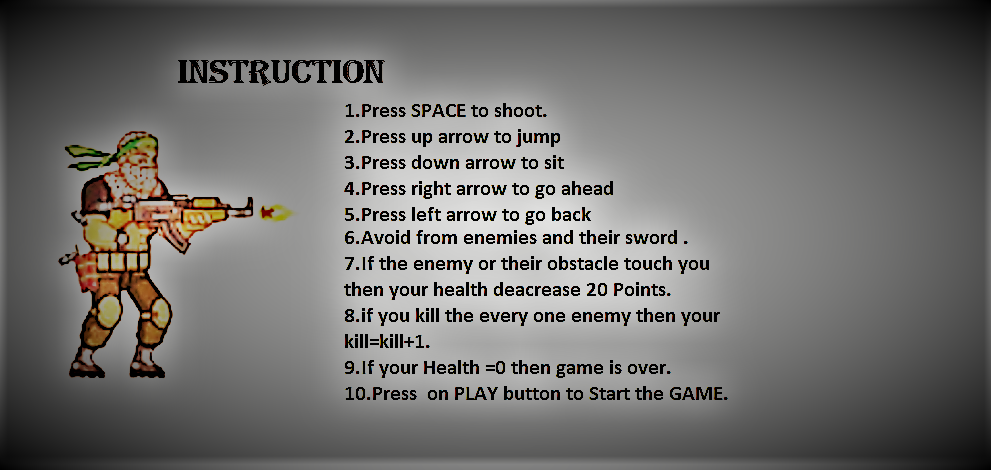 INSTRUCTION
1.Press SPACE to shoot.
2.Press up arrow to jump
3.Press down arrow to sit
4.Press right arrow to go ahead
5.Press left arrow to go back
6.Avoid from enemies and their sword .
7.If the enemy or their obstacle touch you
then your health deacrease 20 Points.
8.if you kill the every one enemy then your
kill=kill+1.
9.If your Health =0 then game is over.
10.Press  on PLAY button to Start the GAME.